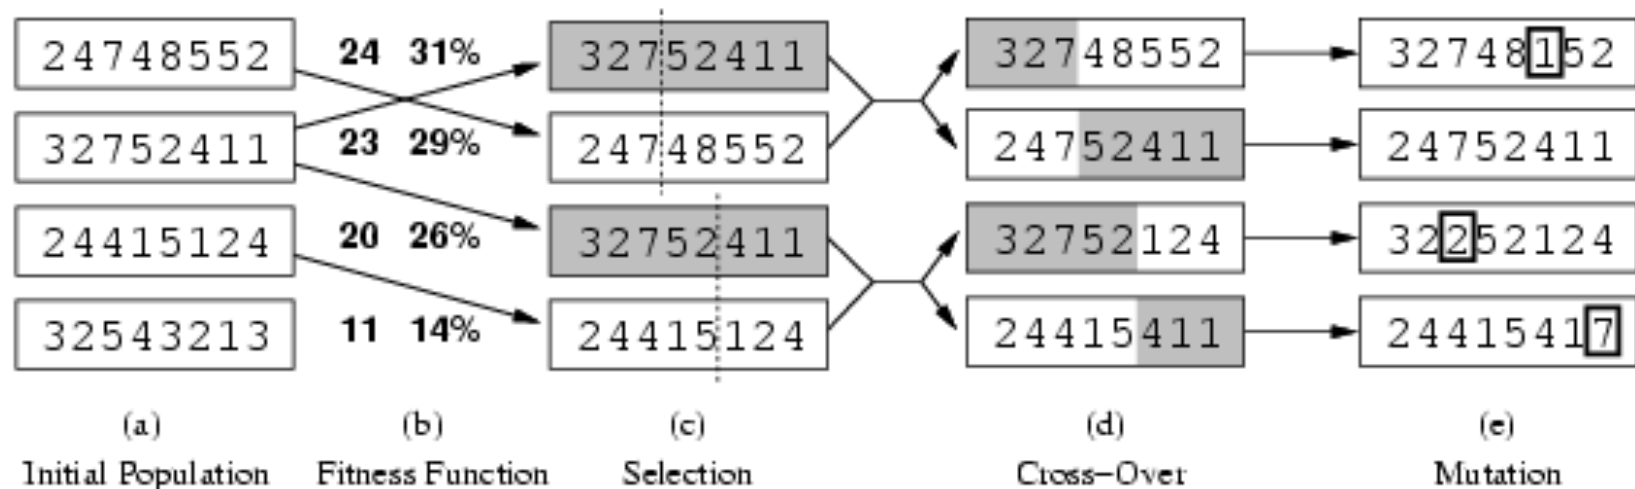 24748552 24 31% 32752411 32748552 32748152
32752411 23 29% 24748552 24752411 24752411
24415124 20 26% 32752411 32752124 32252124
32543213 11 14% 24415124 24415411 24415417
(a) (b) (c) (d) (e)
Initial Population Fitness Function Selection Cross-Over Mutation